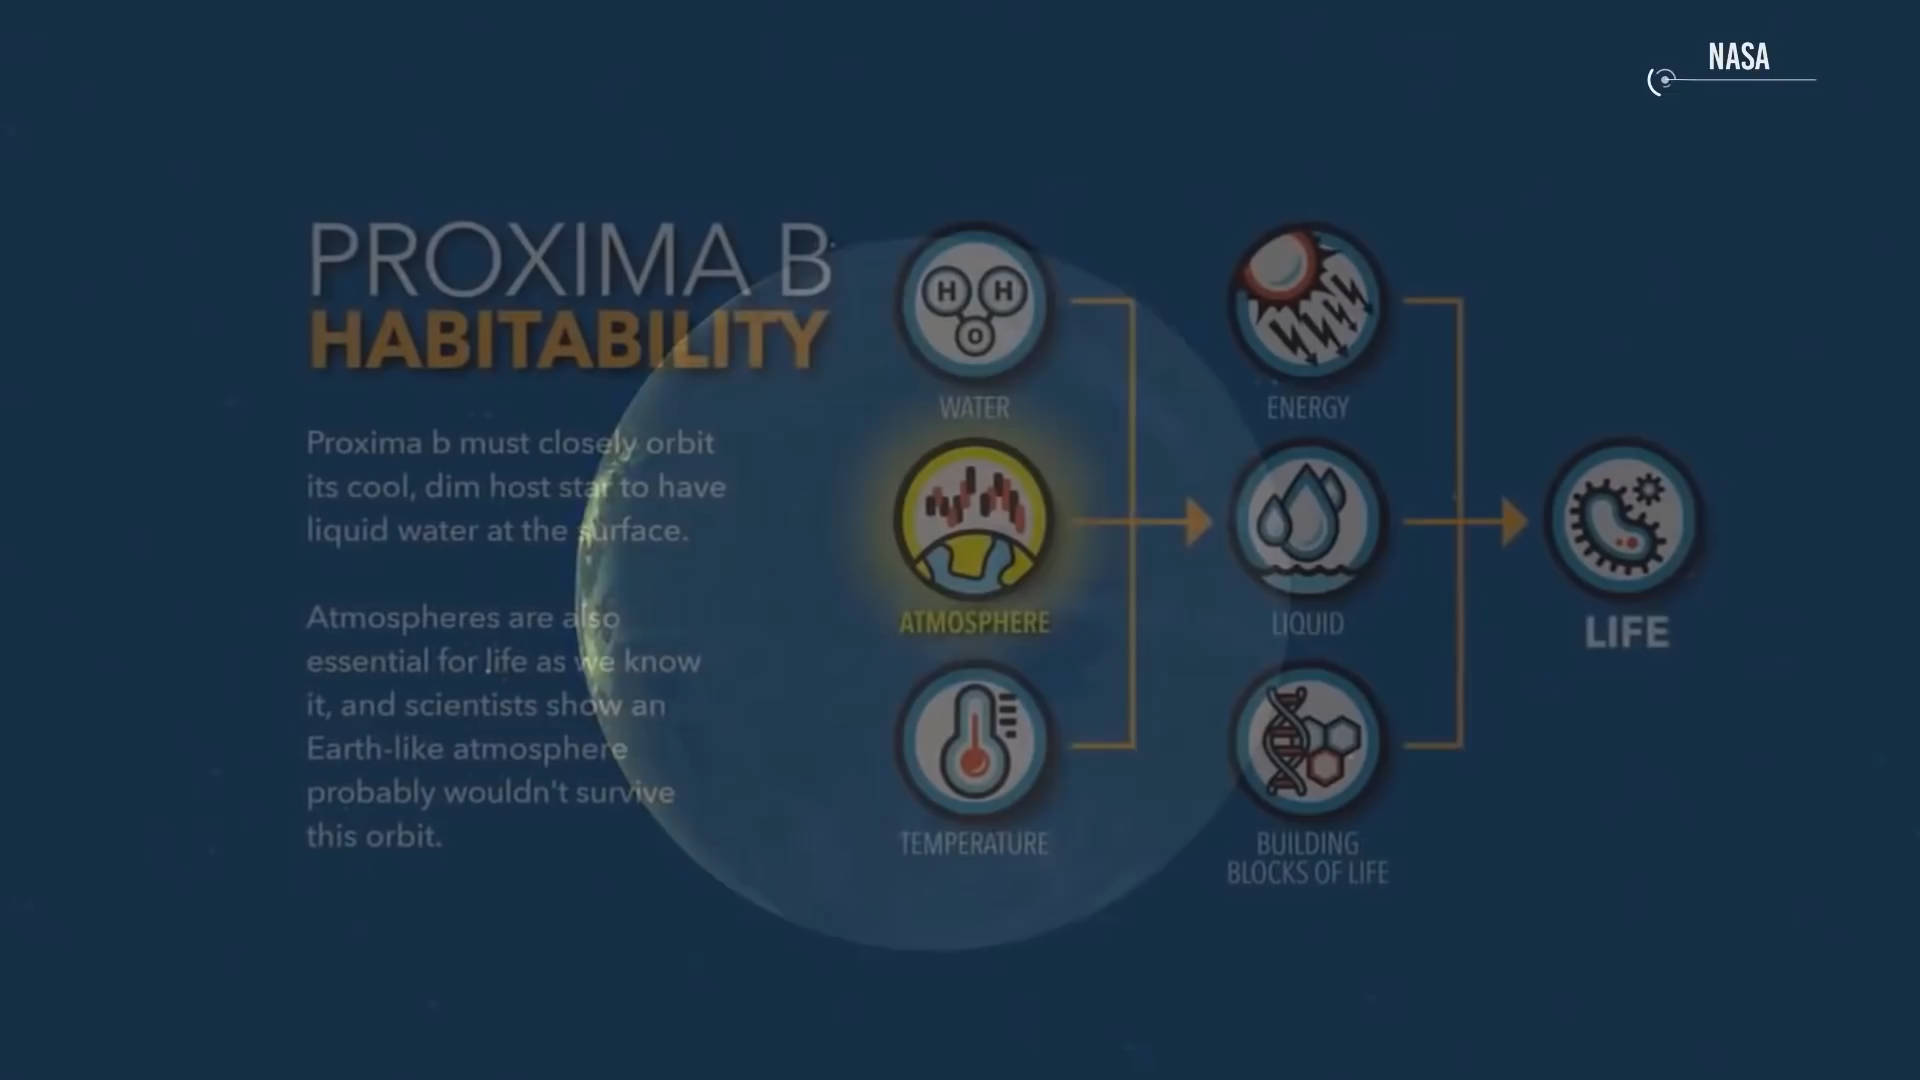 NASA
PROXIMA B
HABITABILITY
Proxima b must closely orbit
its cool, dim host star to have
liquid water at the surface.
Atmospheres are also
essential for life as we know
it, and scientists show an
Earth-like atmosphere
probably wouldn't survive
this orbit.
H H
O
WATER
ATMOSPHERE
TEMPERATURE
ENERGY
LIQUID
BUILDING
BLOCKS OF LIFE
LIFE